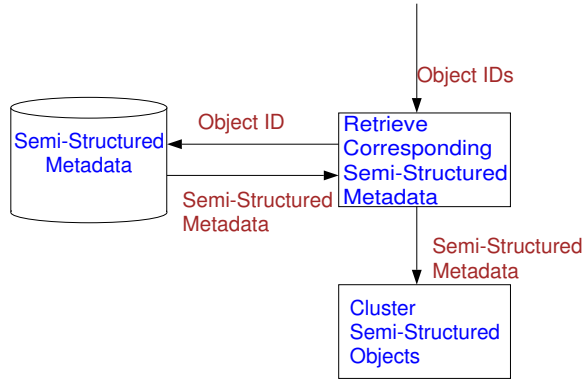 Object IDs
Semi-Structured
Metadata
Object ID
Retrieve
Corresponding
Semi-Structured
Metadata
Semi-Structured
Metadata
Semi-Structured
Metadata
Cluster
Semi-Structured
Objects